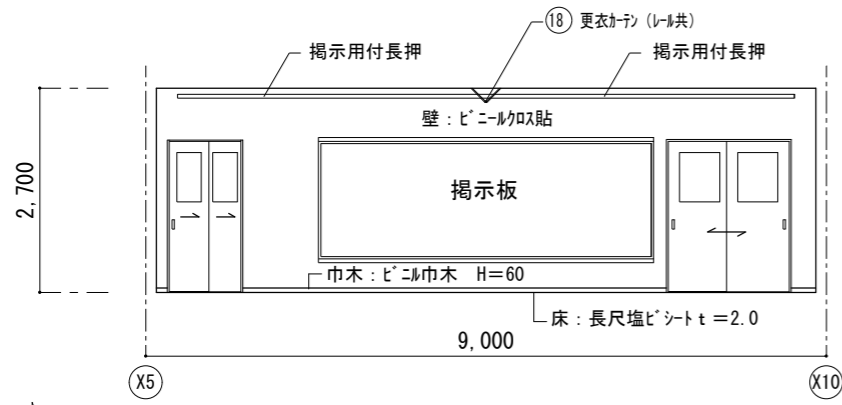 ⑱ 更衣ｶｰﾃﾝ（ﾚｰﾙ共）
掲示用付長押
掲示用付長押
壁：ﾋﾞﾆｰﾙｸﾛｽ貼
2,700
掲示板
巾木：ﾋﾞﾆﾙ巾木 H＝60
床：長尺塩ﾋﾞｼｰﾄｔ＝2.0
9,000
X5
X10